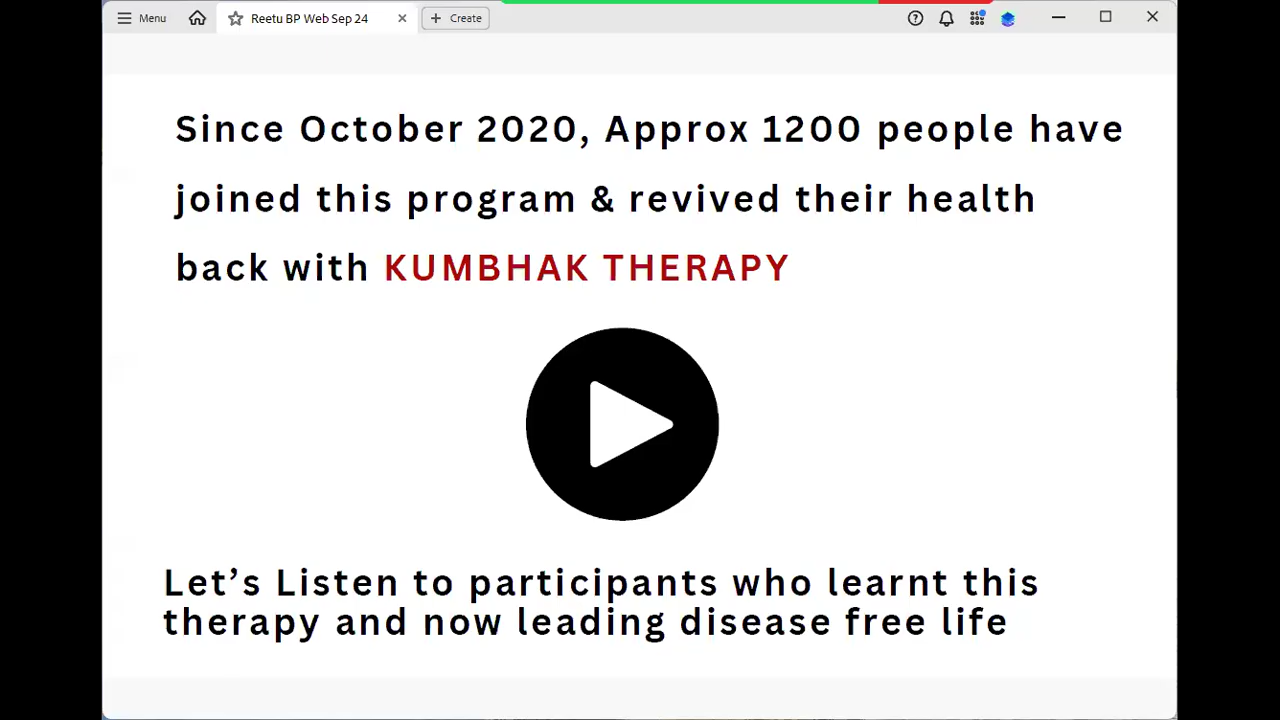 Menu
Reetu BP Web Sep 24
Create
Since October 2020, Approx 1200 people have
joined this program & revived their health
back with KUMBHAK THERAPY
Let’s Listen to participants who learnt this
therapy and now leading disease free life